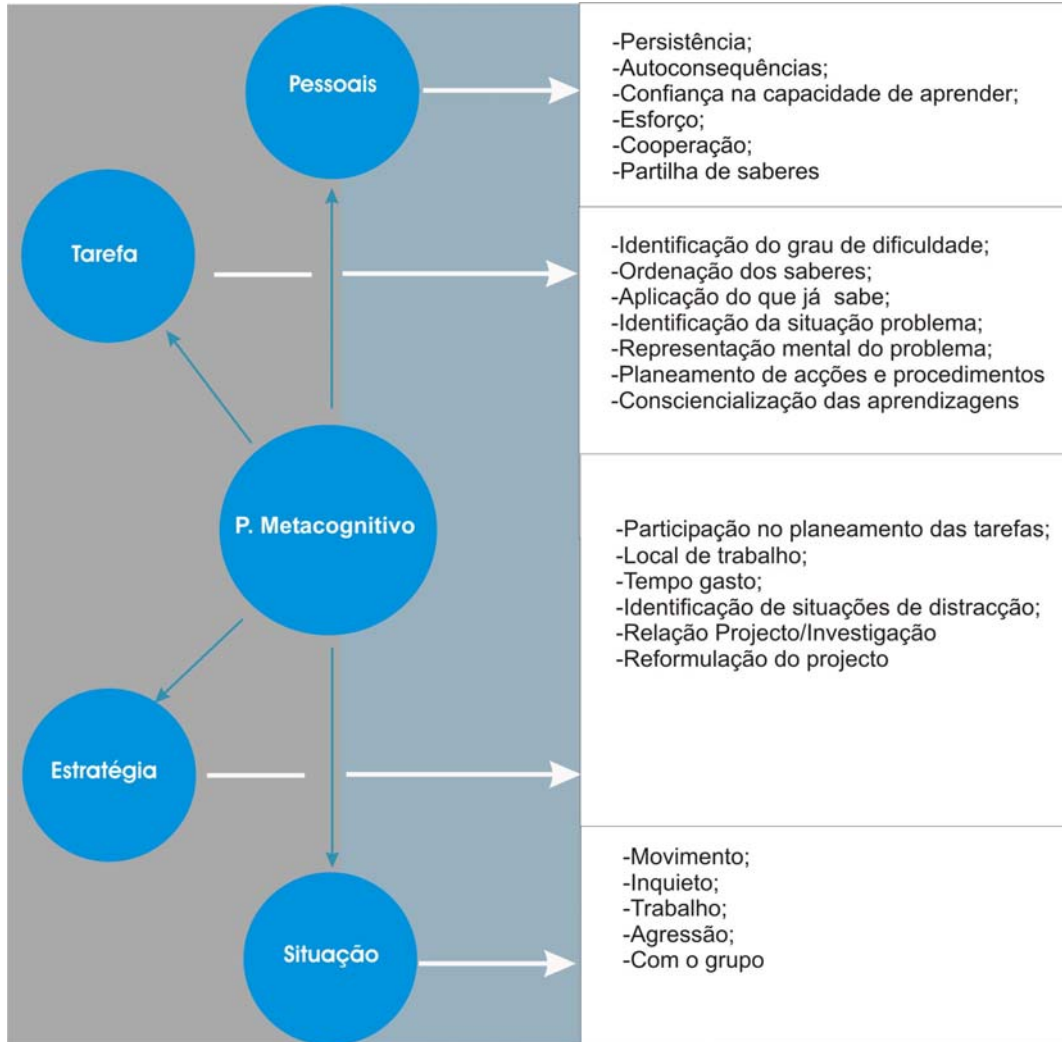 Pessoais
-Persistência;
-Autoconsequências;
-Confiança na capacidade de aprender;
-Esforço;
-Cooperação;
-Partilha de saberes
Tarefa
-Identificação do grau de dificuldade;
-Ordenação dos saberes;
-Aplicação do que já sabe;
-Identificação da situação problema;
-Representação mental do problema;
-Planeamento de acções e procedimentos
-Consciencialização das aprendizagens
P. Metacognitivo
Estratégia
-Participação no planeamento das tarefas;
-Local de trabalho;
-Tempo gasto;
-Identificação de situações de distracção;
-Relação Projecto/Investigação
-Reformulação do projecto
Situação
-Movimento;
-Inquieto;
-Trabalho;
-Agressão;
-Com o grupo